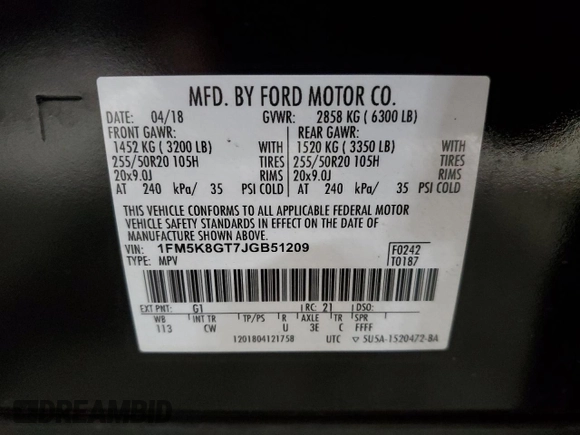 MFD. BY FORD MOTOR CO.
DATE: 04/18 GVWR: 2858 KG ( 6300 LB)
FRONT GAWR: REAR GAWR:
1452 KG ( 3200 LB) 1520 KG ( 3350 LB)
255/50R20 105H TIRES 255/50R20 105H TIRES
20x9.0J RIMS 20x9.0J RIMS
AT 240 kPa/ 35 PSI COLD AT 240 kPa/ 35 PSI COLD
THIS VEHICLE CONFORMS TO ALL APPLICABLE FEDERAL MOTOR
VEHICLE SAFETY STANDARDS IN EFFECT ON THE DATE OF
MANUFACTURE SHOWN ABOVE.
VIN: 1FM5K8GT7JGB51209 F0242
TYPE: MPV T0187
EXT PNT: G1 RC: 21 DSO:
WB INT TR TP/PS R AXLE TR SPR
113 CW U 3E C FFFF
1201804121758 UTC ▽ 5U5A-1520472-BA
DREAMBID